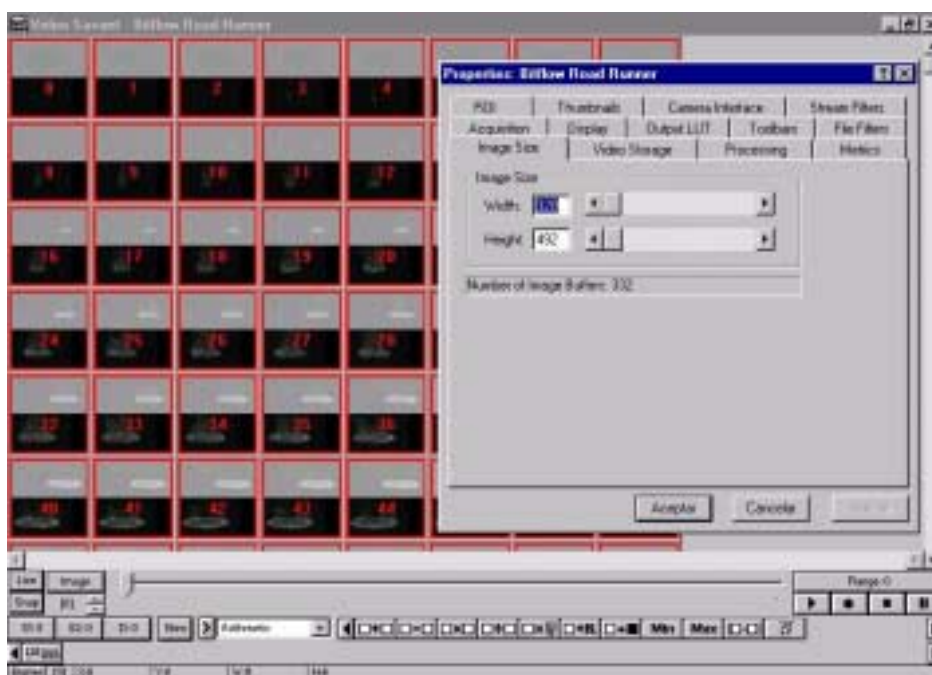 Video Savant - Bitflow Road Runner
0 1 2 3 4
8 9 10 11 12
16 17 18 19 20
24 25 26 27 28
32 33 34 35 36
40 41 42 43 44
Properties: Bitflow Road Runner
ROI Thumbnails Camera Interface Stream Filters
Acquisition Display Output LUT Toolbars File Filters
Image Size Video Storage Processing Metrics
Image Size
Width:
Height: 492
Number of Image Buffers: 332
Aceptar Cancelar
Live Image
Snap
Range: 0
New Arithmetic Min Max